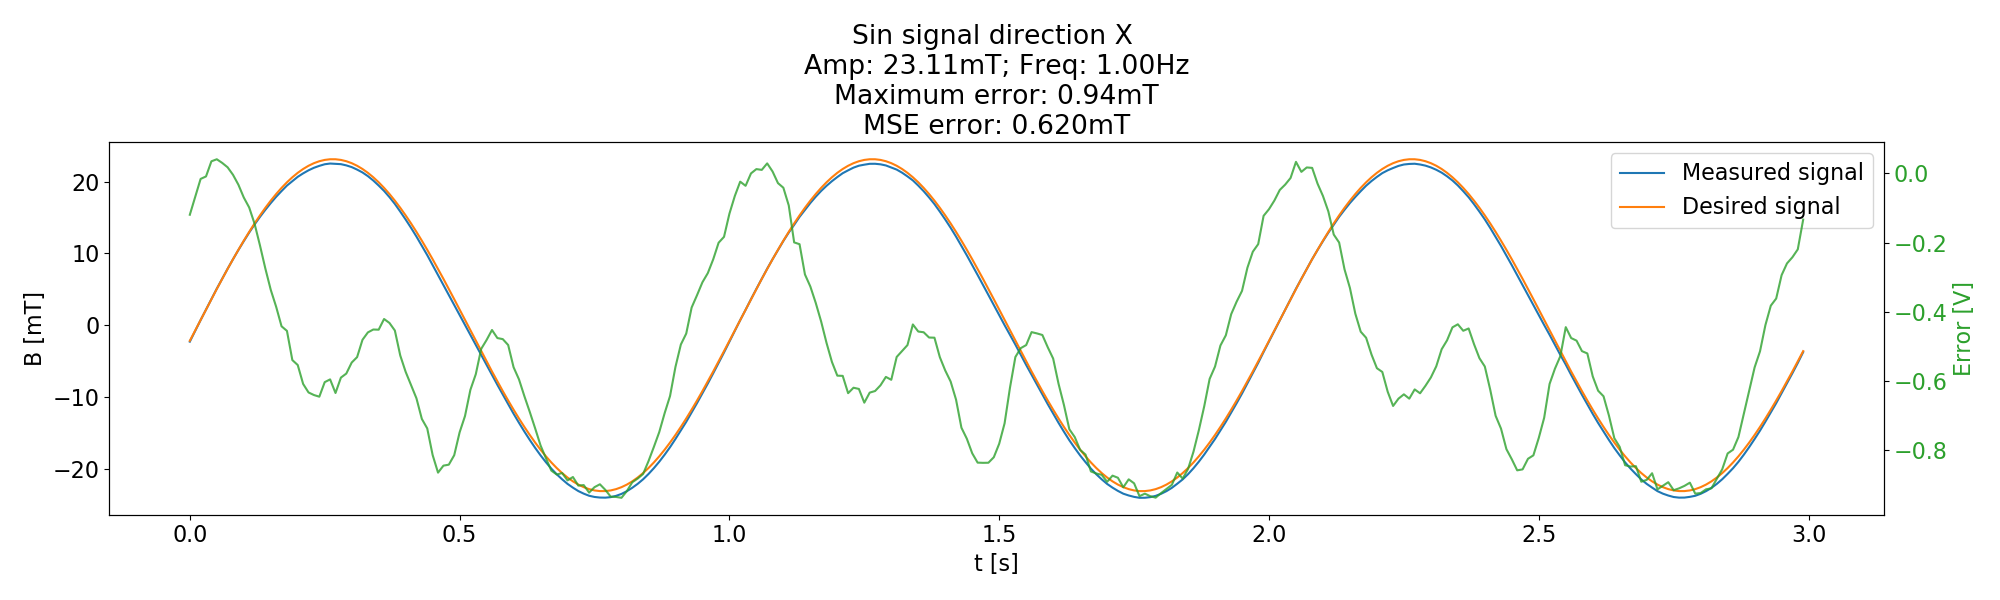 Sin signal direction X
Amp: 23.11mT; Freq: 1.00Hz
Maximum error: 0.94mT
MSE error: 0.620mT
Measured signal
Desired signal
B [mT]
20
10
0
−10
−20
0.0
−0.2
−0.4
−0.6
−0.8
Error [V]
0.0
0.5
1.0
1.5
2.0
2.5
3.0
t [s]